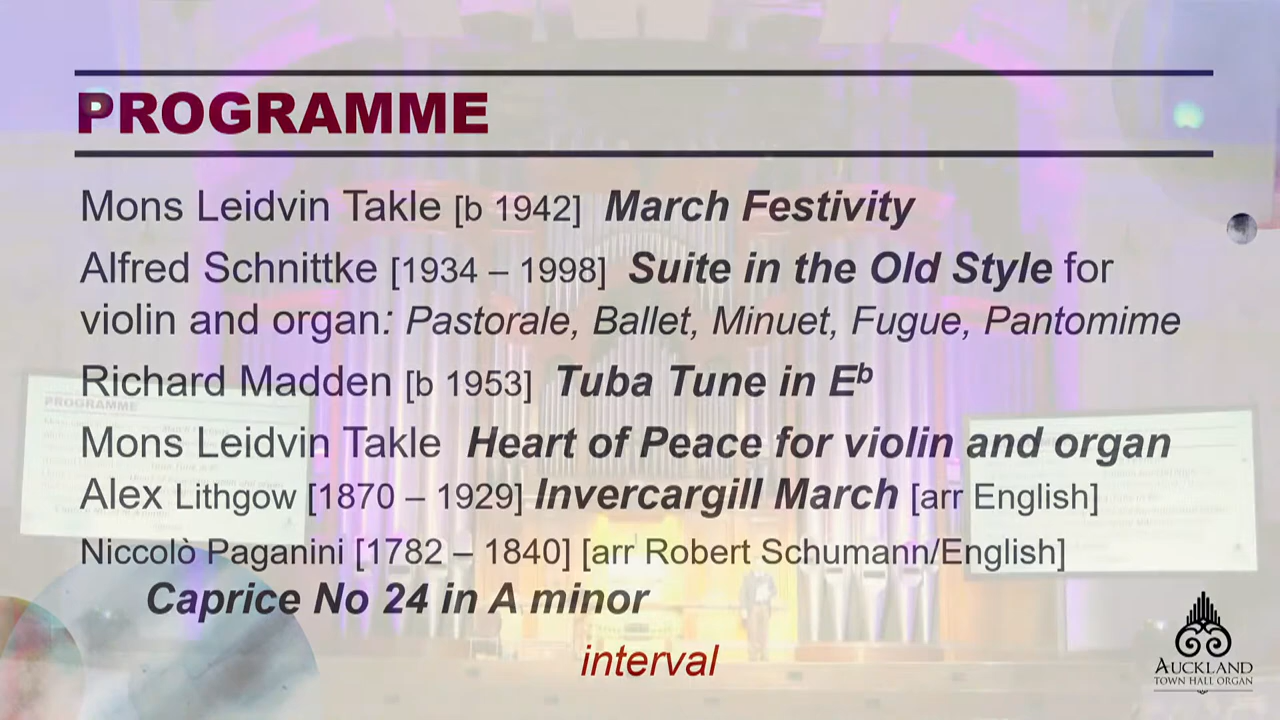 PROGRAMME
Mons Leidvin Takle [b 1942] March Festivity
Alfred Schnittke [1934 – 1998] Suite in the Old Style for
violin and organ: Pastorale, Ballet, Minuet, Fugue, Pantomime
Richard Madden [b 1953] Tuba Tune in Eb
Mons Leidvin Takle Heart of Peace for violin and organ
Alex Lithgow [1870 – 1929] Invercargill March [arr English]
Niccolò Paganini [1782 – 1840] [arr Robert Schumann/English]
Caprice No 24 in A minor
interval
AUCKLAND
TOWN HALL ORGAN
PROGRAMME